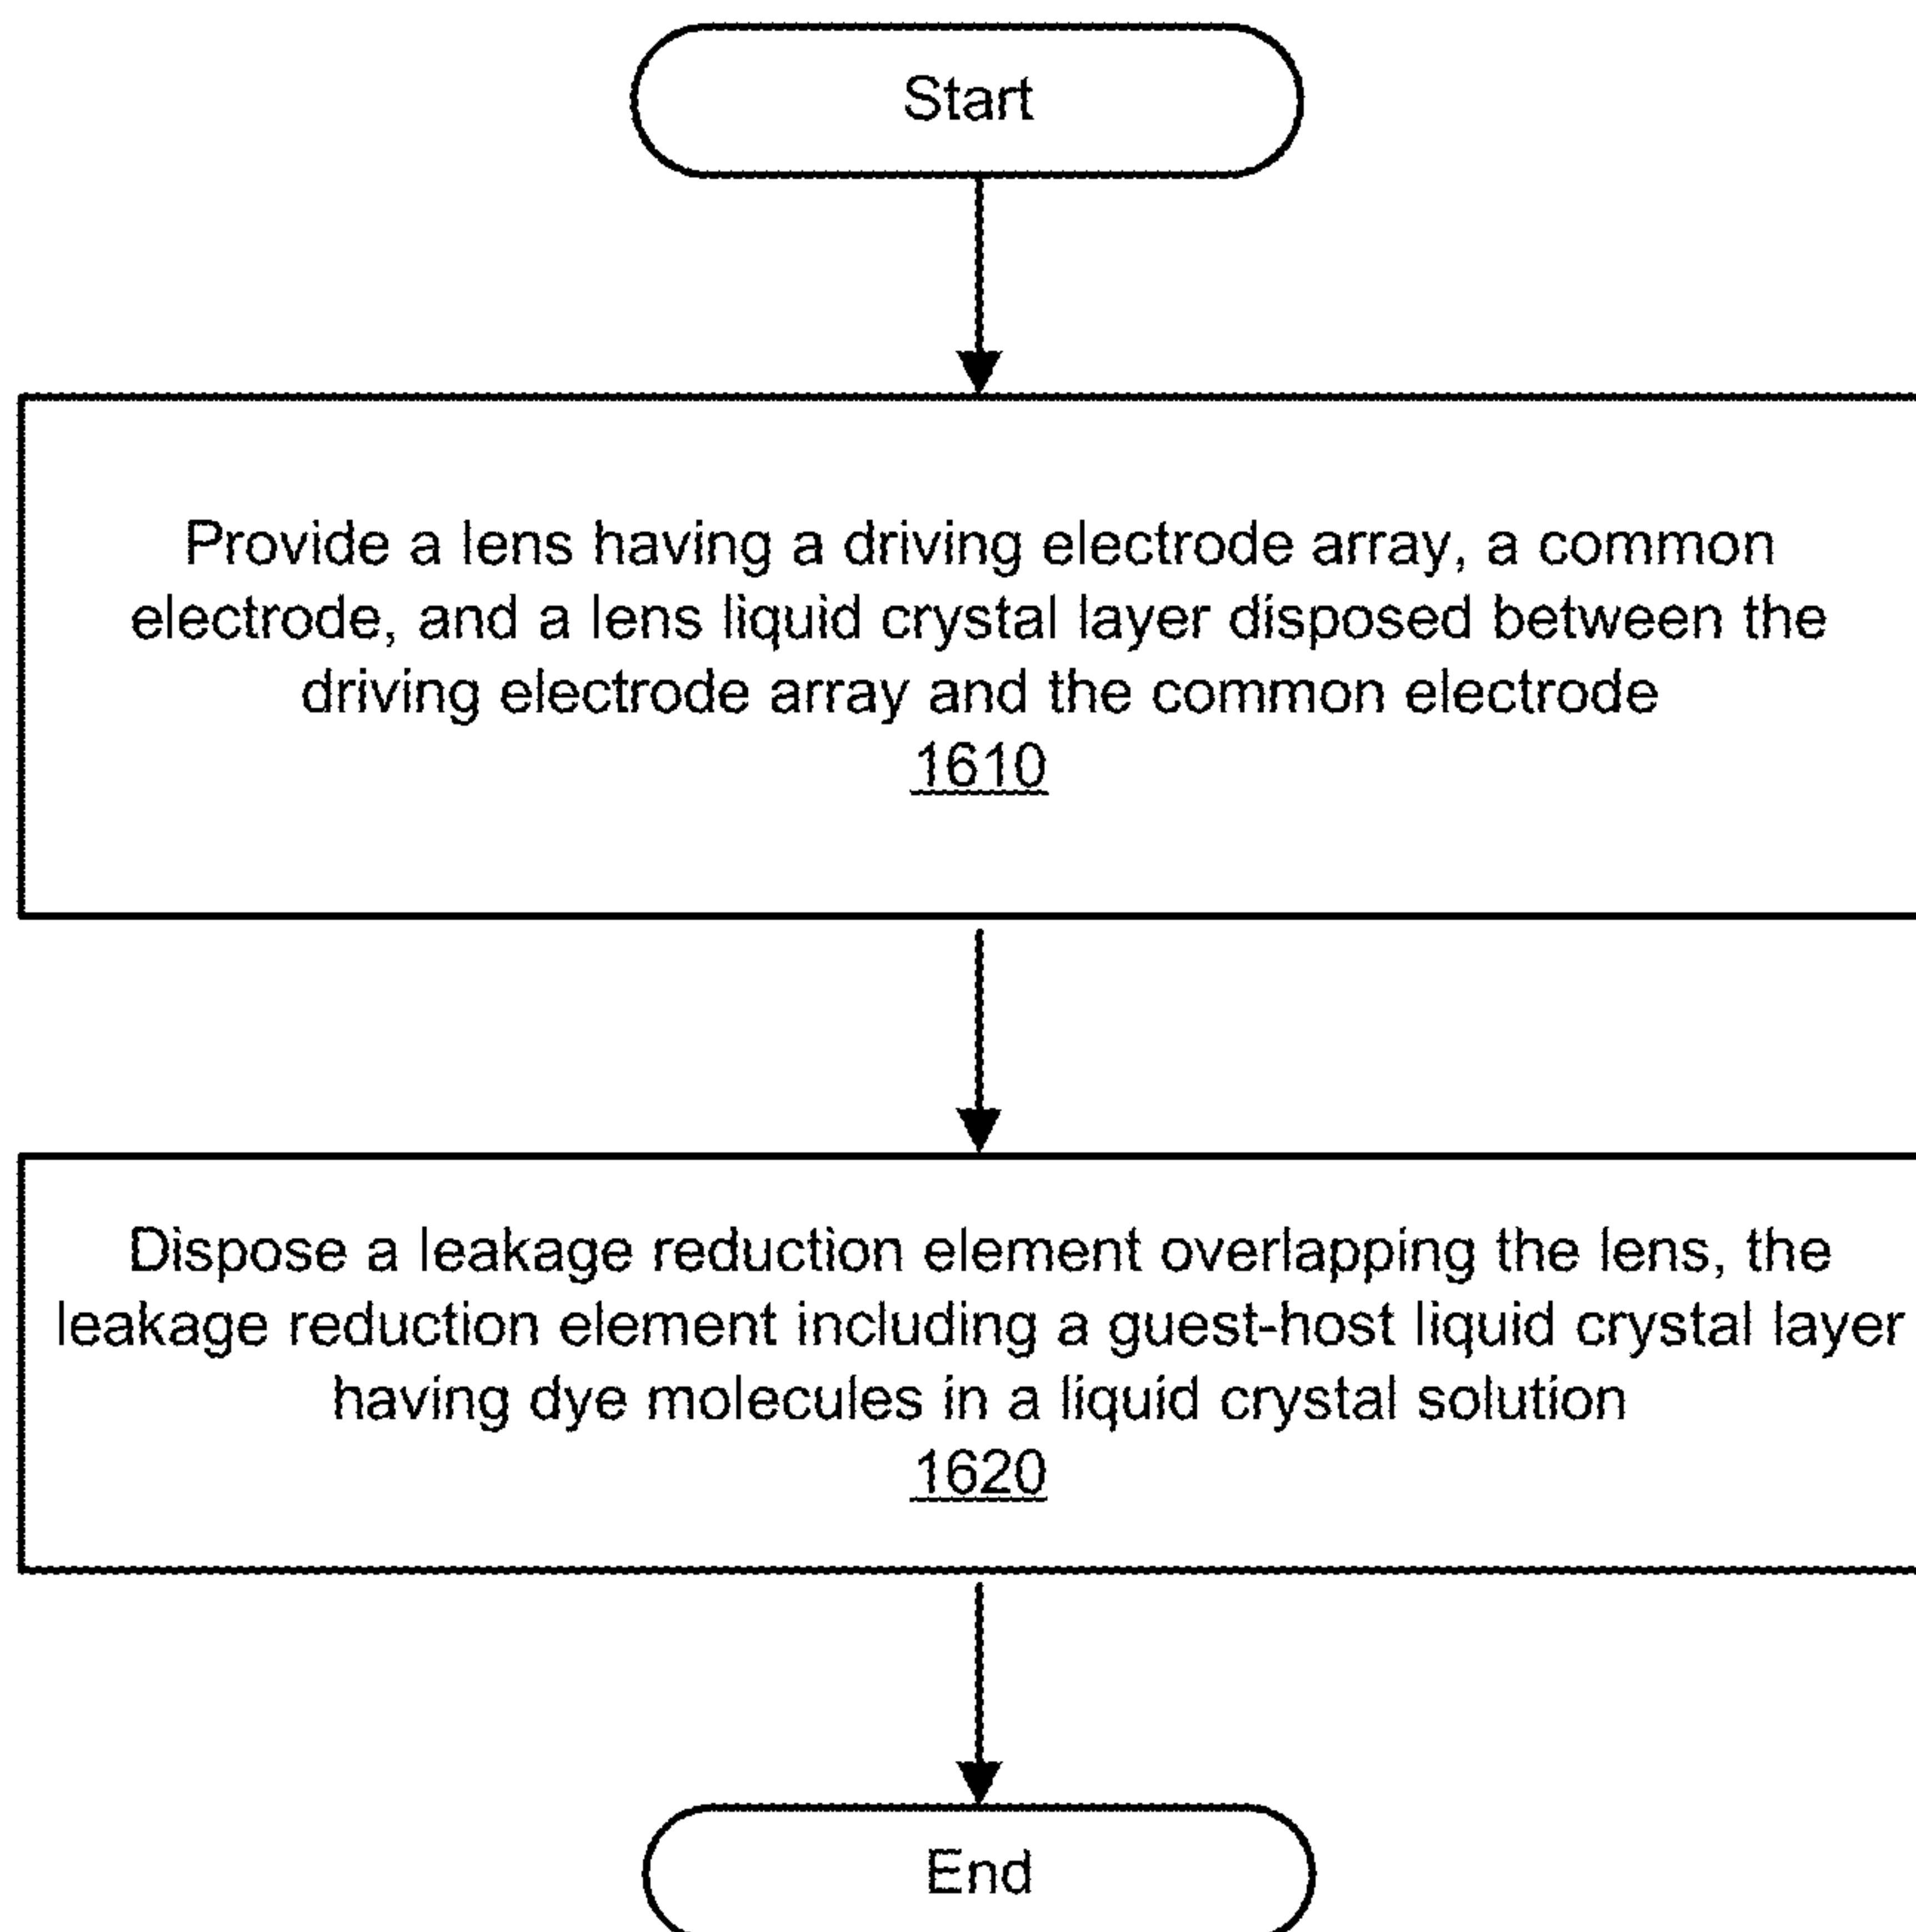 Start
Provide a lens having a driving electrode array, a common
electrode, and a lens liquid crystal layer disposed between the
driving electrode array and the common electrode
1610
Dispose a leakage reduction element overlapping the lens, the
leakage reduction element including a guest-host liquid crystal layer
having dye molecules in a liquid crystal solution
1620
End